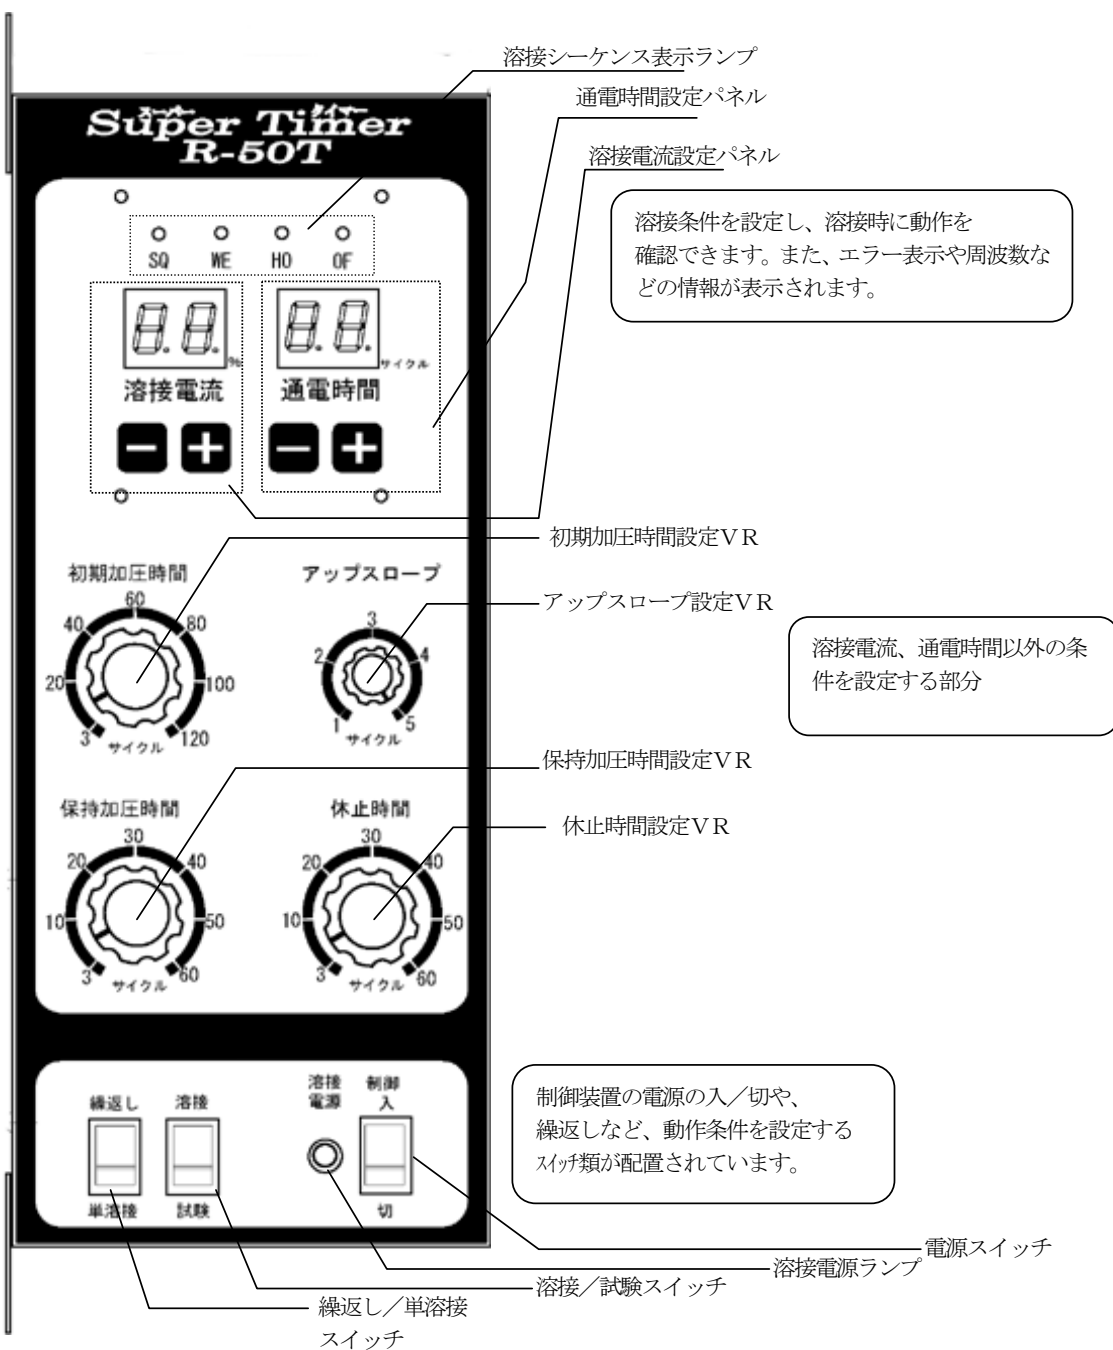 溶接シーケンス表示ランプ
通電時間設定パネル
溶接電流設定パネル
スーパー タイマー
Super Timer
R-50T
溶接条件を設定し、溶接時に動作を
確認できます。また、エラー表示や周波数な
どの情報が表示されます。
SQ WE HO OF
8.8. % 8.8. サイクル
溶接電流 通電時間
− + − +
初期加圧時間設定ＶＲ
初期加圧時間 アップスロープ
アップスロープ設定ＶＲ
3 20 40 60 80 100 120
サイクル
1 2 3 4 5
サイクル
溶接電流、通電時間以外の条
件を設定する部分
保持加圧時間設定ＶＲ
保持加圧時間 休止時間
休止時間設定ＶＲ
3 10 20 30 40 50 60
サイクル
3 10 20 30 40 50 60
サイクル
繰返し 溶接 溶接電源 制御
入
単溶接 試験 切
制御装置の電源の入／切や、
繰返しなど、動作条件を設定する
スイッチ類が配置されています。
電源スイッチ
溶接電源ランプ
溶接／試験スイッチ
繰返し／単溶接
スイッチ